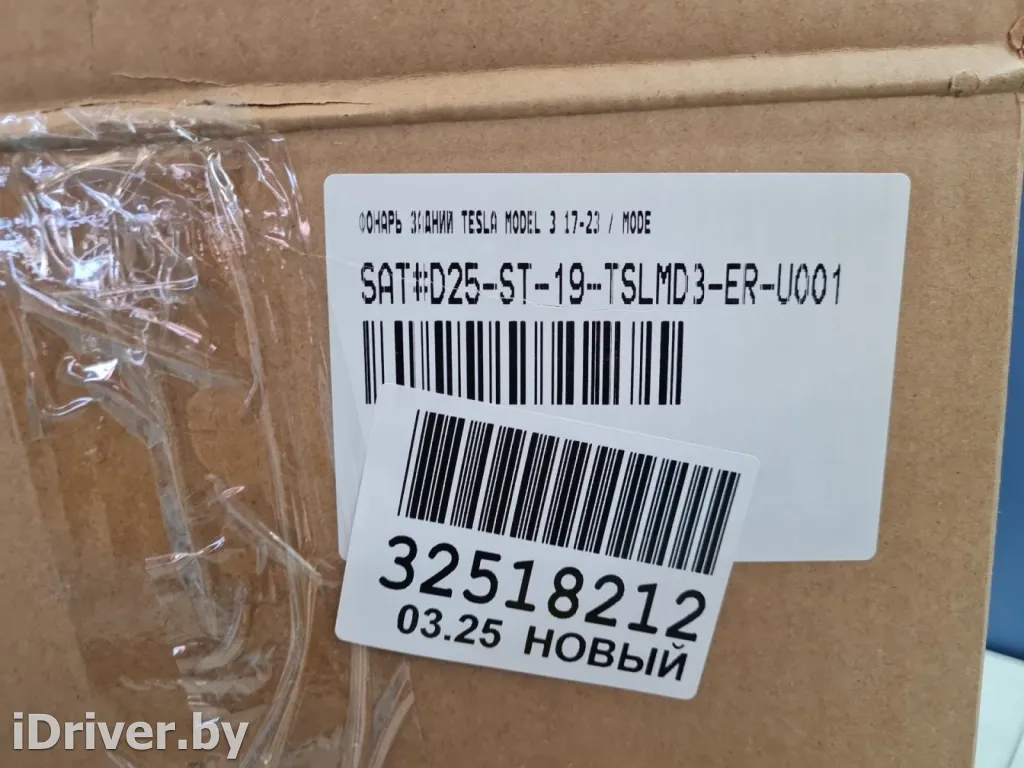 ФОНАРЬ ЗАДНИЙ TESLA MODEL 3 17-23 / MODE
SAT#D25-ST-19-TSLMD3-ER-U001
32518212
03.25 НОВЫЙ
iDriver.by